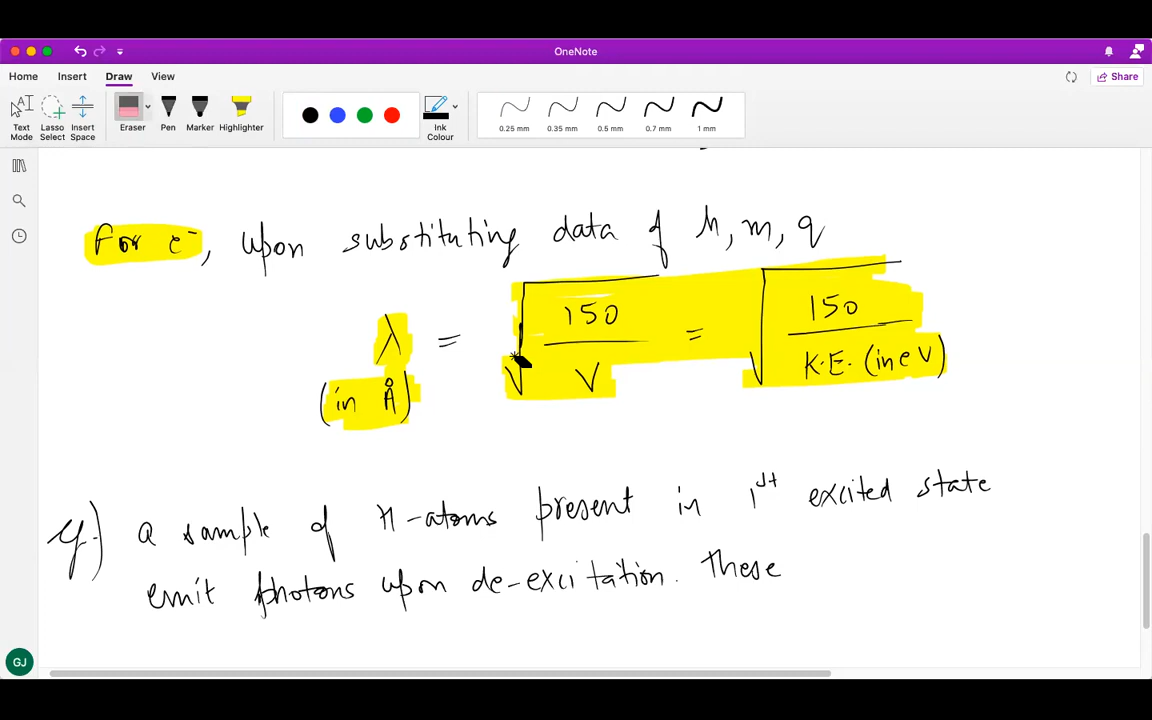 OneNote
Home Insert Draw View
Share
Text Mode
Lasso Select
Insert Space
Eraser
Pen
Marker
Highlighter
Ink Colour
0.25 mm 0.35 mm 0.5 mm 0.7 mm 1 mm
For e⁻, upon substituting data of h, m, q
λ (in Å) = √(150/V) = √(150/K.E. (in eV))
eg.) a sample of H-atoms present in 1st excited state
emit photons upon de-excitation. These
GJ